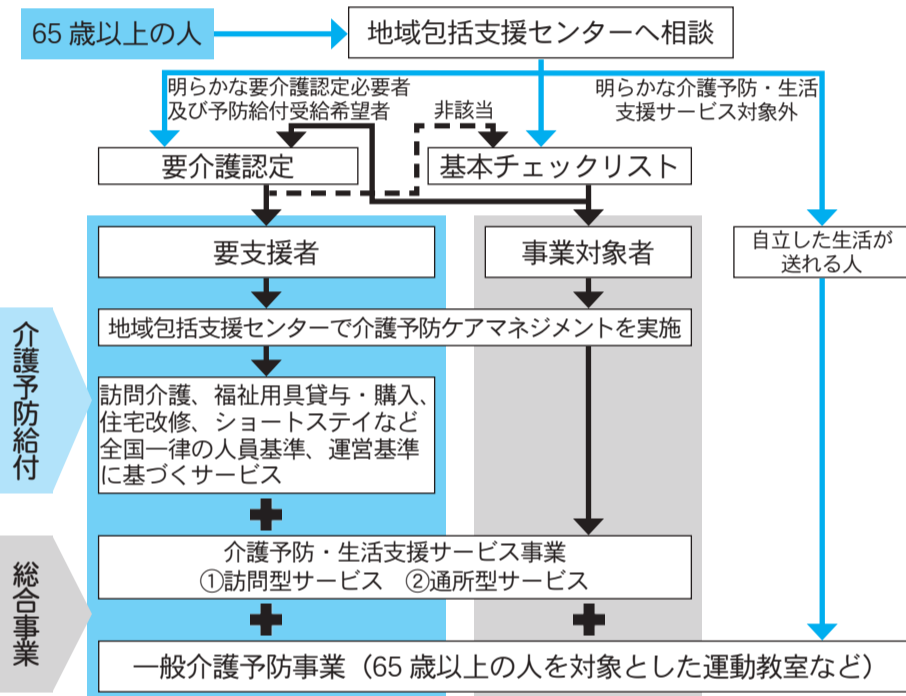 65歳以上の人
地域包括支援センターへ相談
明らかな要介護認定必要者
及び予防給付受給希望者
非該当
明らかな介護予防・生活
支援サービス対象外
要介護認定
基本チェックリスト
要支援者
事業対象者
自立した生活が
送れる人
地域包括支援センターで介護予防ケアマネジメントを実施
介護予防給付
訪問介護、福祉用具貸与・購入、
住宅改修、ショートステイなど
全国一律の人員基準、運営基準
に基づくサービス
総合事業
介護予防・生活支援サービス事業
①訪問型サービス ②通所型サービス
一般介護予防事業（65歳以上の人を対象とした運動教室など）